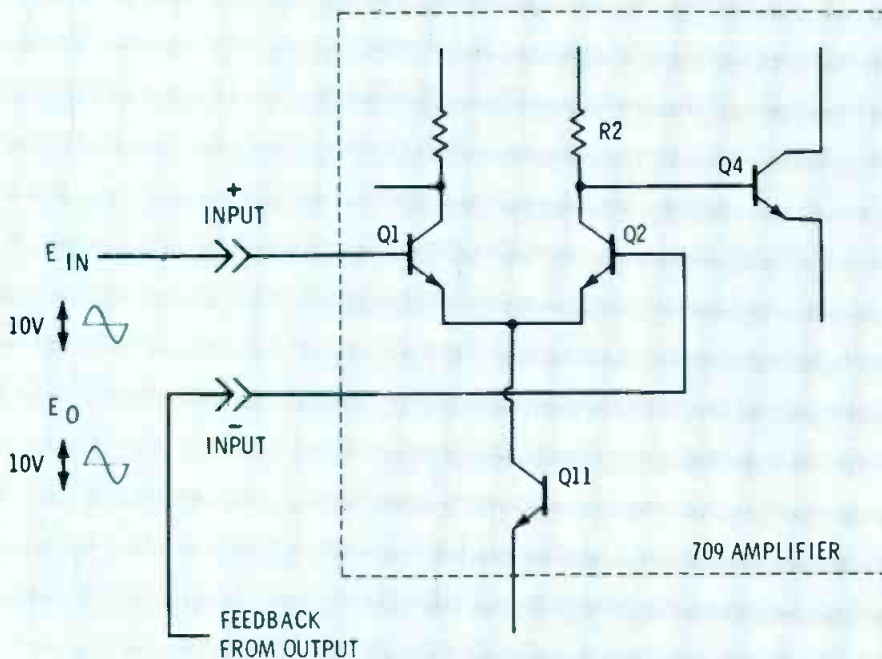 R2
Q4
+
INPUT
Q1
Q2
E IN
10V
E O
−
INPUT
10V
Q11
709 AMPLIFIER
FEEDBACK
FROM OUTPUT